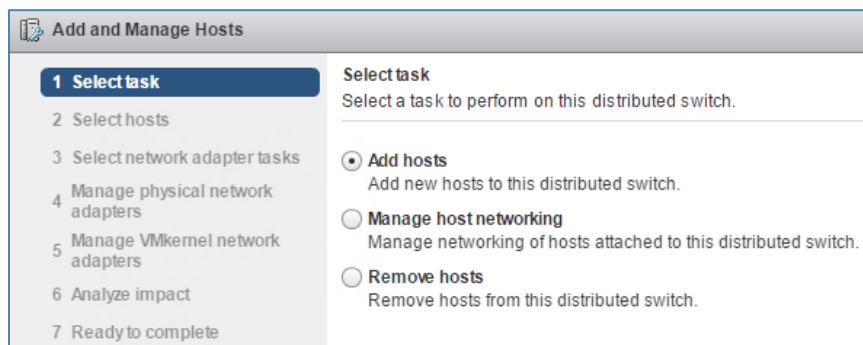 Add and Manage Hosts
1 Select task
2 Select hosts
3 Select network adapter tasks
4 Manage physical network
adapters
5 Manage VMkernel network
adapters
6 Analyze impact
7 Ready to complete
Select task
Select a task to perform on this distributed switch.
Add hosts
Add new hosts to this distributed switch.
Manage host networking
Manage networking of hosts attached to this distributed switch.
Remove hosts
Remove hosts from this distributed switch.